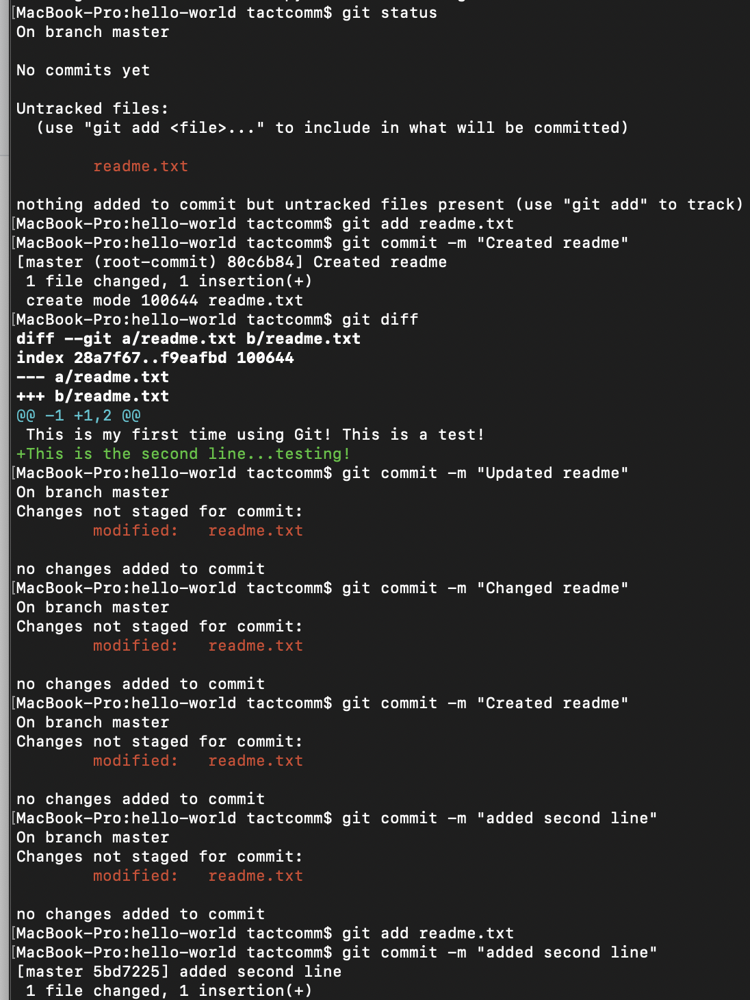 [MacBook-Pro:hello-world tactcomm$ git status
On branch master
No commits yet
Untracked files:
  (use "git add <file>..." to include in what will be committed)
        readme.txt
nothing added to commit but untracked files present (use "git add" to track)
[MacBook-Pro:hello-world tactcomm$ git add readme.txt
[MacBook-Pro:hello-world tactcomm$ git commit -m "Created readme"
[master (root-commit) 80c6b84] Created readme
 1 file changed, 1 insertion(+)
 create mode 100644 readme.txt
[MacBook-Pro:hello-world tactcomm$ git diff
diff --git a/readme.txt b/readme.txt
index 28a7f67..f9eafbd 100644
--- a/readme.txt
+++ b/readme.txt
@@ -1 +1,2 @@
 This is my first time using Git! This is a test!
+This is the second line...testing!
[MacBook-Pro:hello-world tactcomm$ git commit -m "Updated readme"
On branch master
Changes not staged for commit:
        modified:   readme.txt
no changes added to commit
[MacBook-Pro:hello-world tactcomm$ git commit -m "Changed readme"
On branch master
Changes not staged for commit:
        modified:   readme.txt
no changes added to commit
[MacBook-Pro:hello-world tactcomm$ git commit -m "Created readme"
On branch master
Changes not staged for commit:
        modified:   readme.txt
no changes added to commit
[MacBook-Pro:hello-world tactcomm$ git commit -m "added second line"
On branch master
Changes not staged for commit:
        modified:   readme.txt
no changes added to commit
[MacBook-Pro:hello-world tactcomm$ git add readme.txt
[MacBook-Pro:hello-world tactcomm$ git commit -m "added second line"
[master 5bd7225] added second line
 1 file changed, 1 insertion(+)